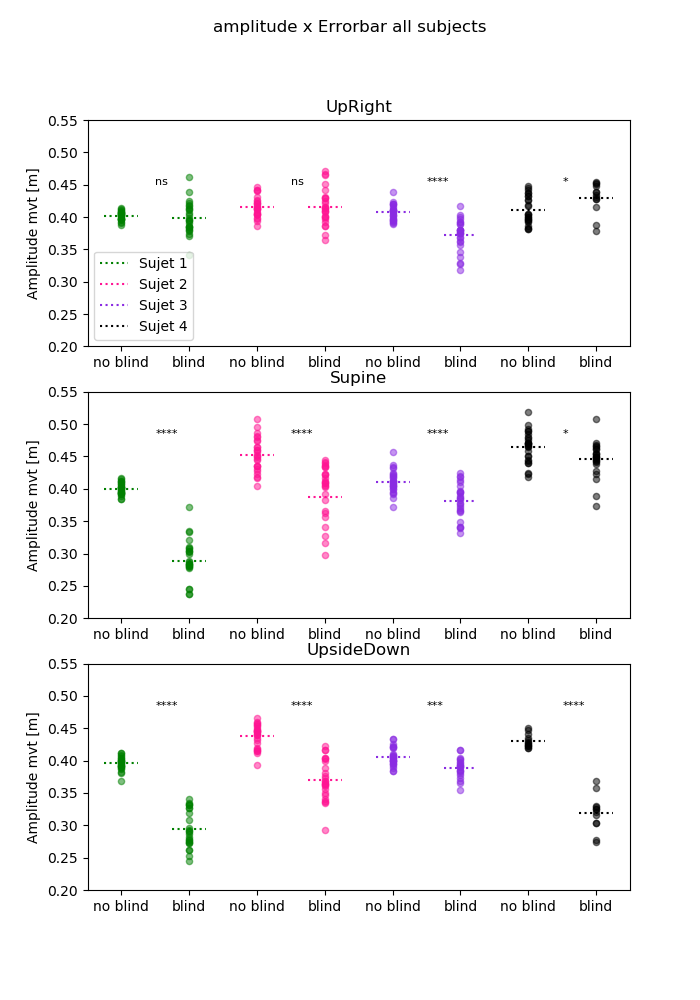 amplitude x Errorbar all subjects
UpRight
0.55
0.50
0.45
0.40
0.35
0.30
0.25
0.20
Amplitude mvt [m]
ns
ns
****
*
Sujet 1
Sujet 2
Sujet 3
Sujet 4
no blind blind no blind blind no blind blind no blind blind
Supine
0.55
0.50
0.45
0.40
0.35
0.30
0.25
0.20
Amplitude mvt [m]
****
****
****
*
no blind blind no blind blind no blind blind no blind blind
UpsideDown
0.55
0.50
0.45
0.40
0.35
0.30
0.25
0.20
Amplitude mvt [m]
****
****
***
****
no blind blind no blind blind no blind blind no blind blind